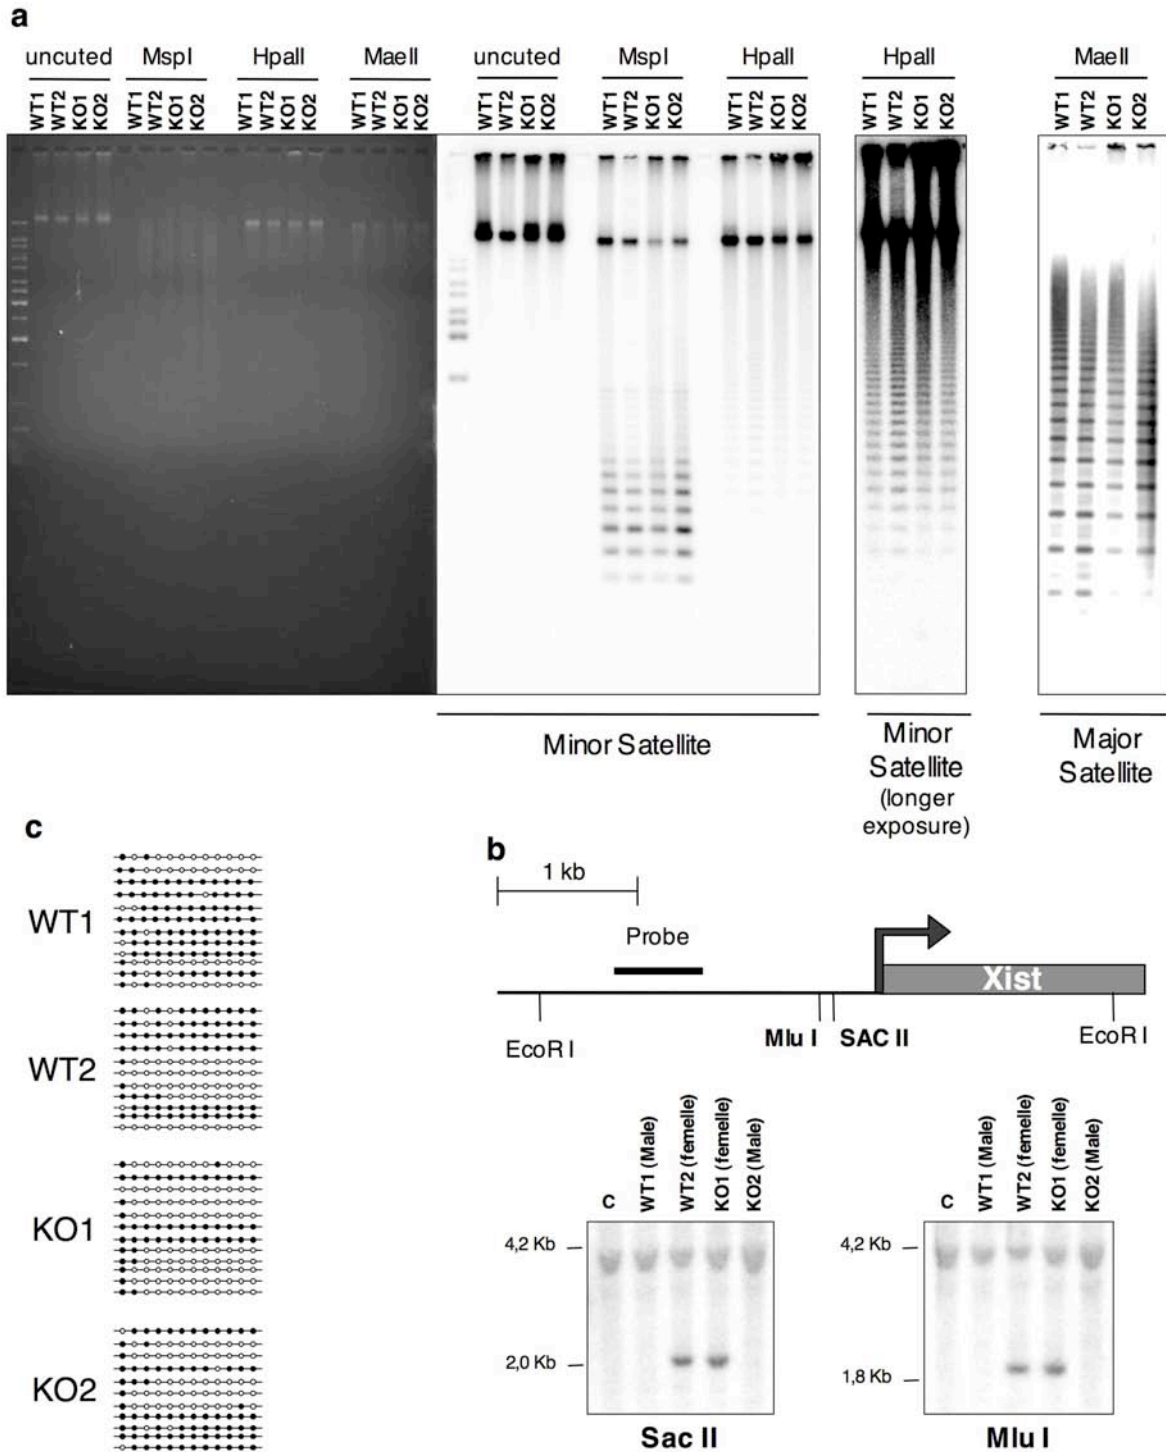 a
uncuted MspI HpaII MaeII uncuted MspI HpaII HpaII MaeII
WT1 WT2 KO1 KO2 WT1 WT2 KO1 KO2 WT1 WT2 KO1 KO2 WT1 WT2 KO1 KO2 WT1 WT2 KO1 KO2 WT1 WT2 KO1 KO2 WT1 WT2 KO1 KO2 WT1 WT2 KO1 KO2 WT1 WT2 KO1 KO2
Minor Satellite
Minor
Satellite
(longer
exposure)
Major
Satellite
c
WT1
WT2
KO1
KO2
b
1 kb
Probe
Xist
EcoR I
Mlu I
SAC II
EcoR I
C WT1 (Male) WT2 (femelle) KO1 (femelle) KO2 (Male)
4,2 Kb
2,0 Kb
Sac II
C WT1 (Male) WT2 (femelle) KO1 (femelle) KO2 (Male)
4,2 Kb
1,8 Kb
Mlu I